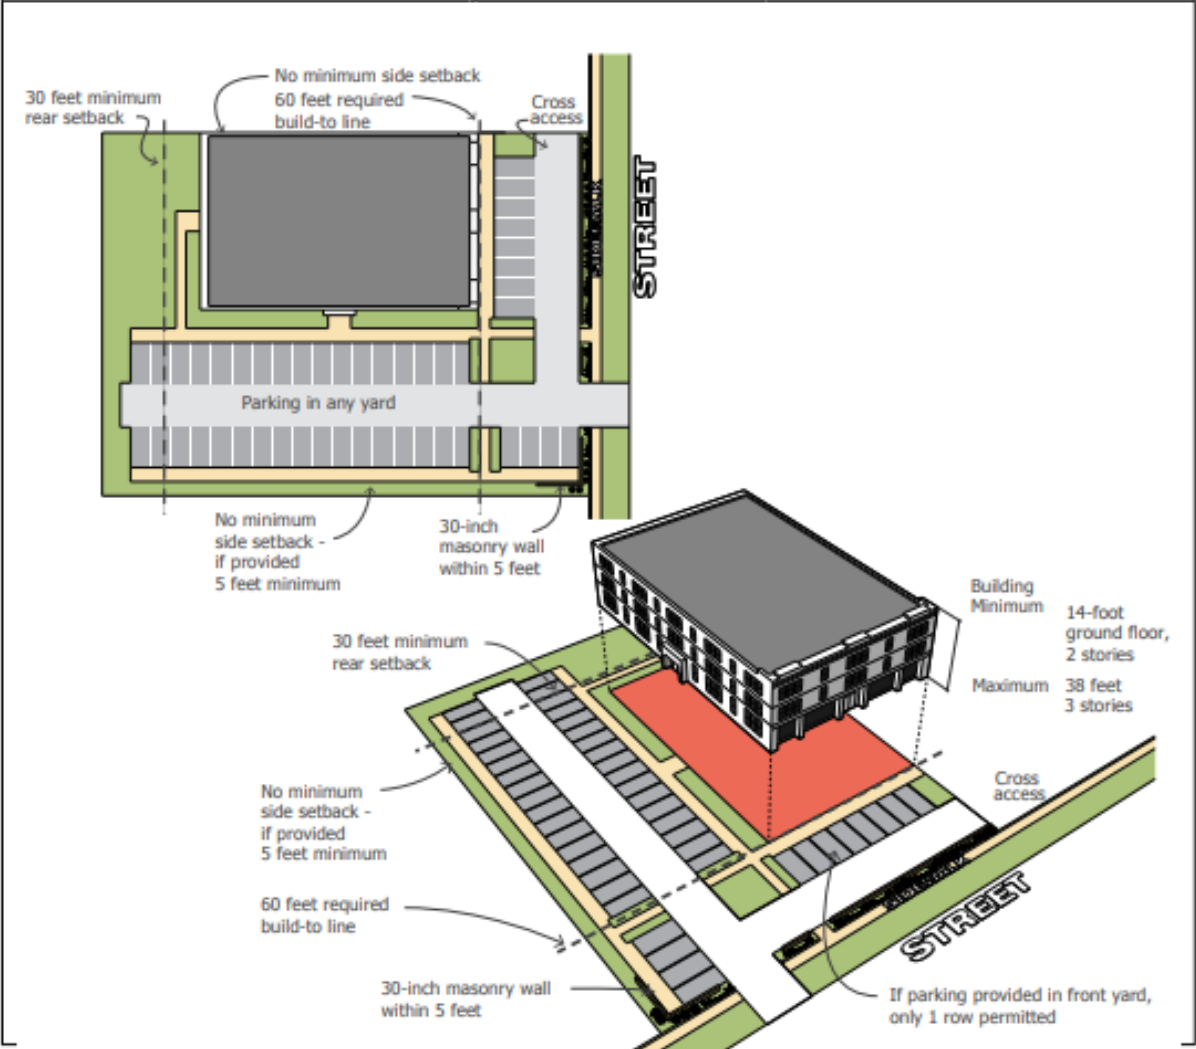 No minimum side setback
30 feet minimum
rear setback
60 feet required
build-to line
Cross
access
SIDEWALK
STREET
Parking in any yard
No minimum
side setback -
if provided
5 feet minimum
30-inch
masonry wall
within 5 feet
Building
Minimum
14-foot
ground floor,
2 stories
Maximum
38 feet
3 stories
30 feet minimum
rear setback
Cross
access
No minimum
side setback -
if provided
5 feet minimum
SIDEWALK
STREET
60 feet required
build-to line
30-inch masonry wall
within 5 feet
If parking provided in front yard,
only 1 row permitted